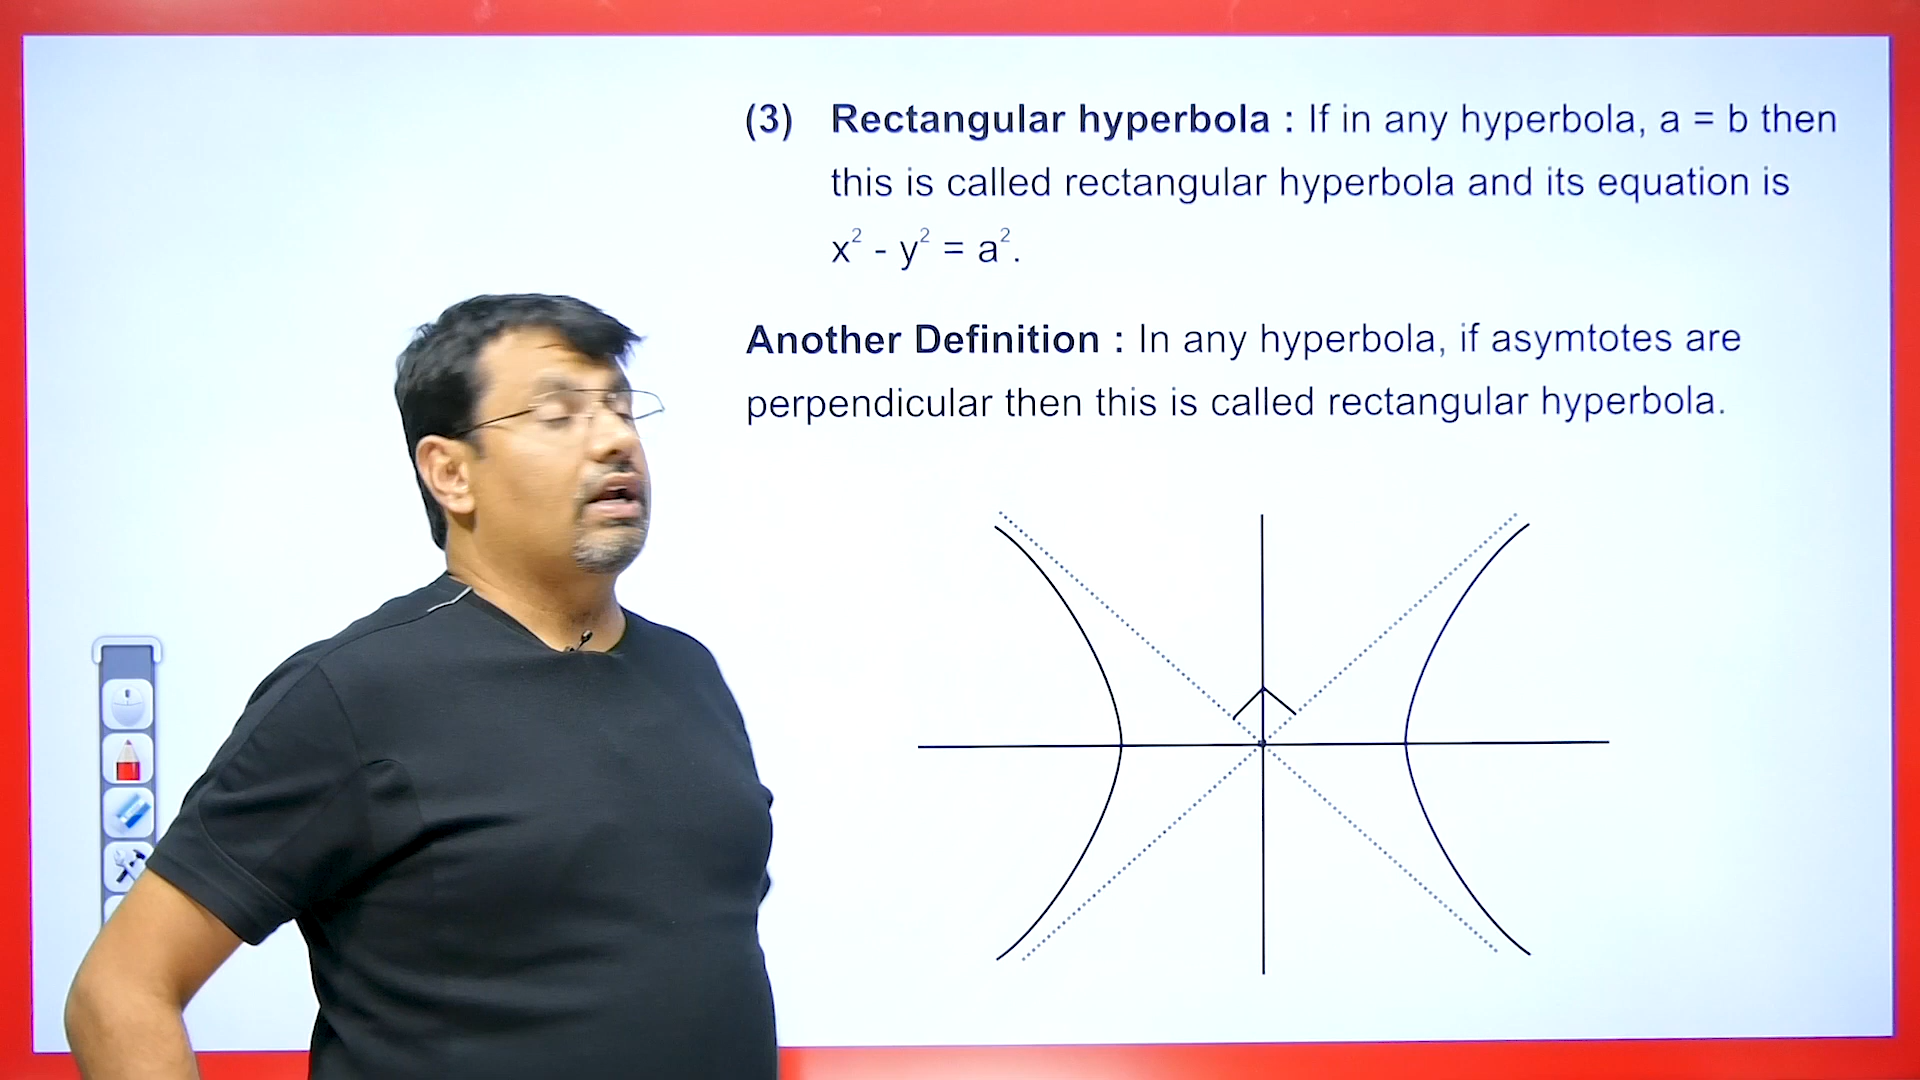 (3) Rectangular hyperbola : If in any hyperbola, a = b then
this is called rectangular hyperbola and its equation is
x² - y² = a².
Another Definition : In any hyperbola, if asymtotes are
perpendicular then this is called rectangular hyperbola.